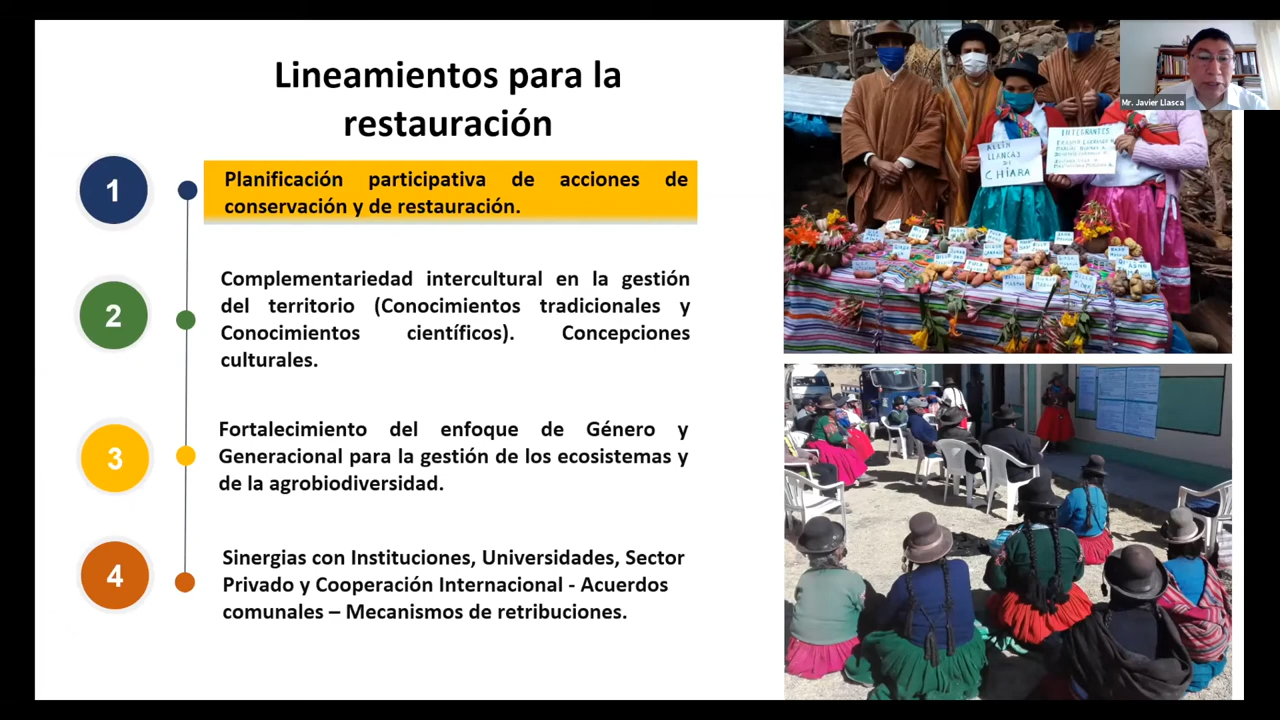 Lineamientos para la
restauración
1
Planificación participativa de acciones de
conservación y de restauración.
2
Complementariedad intercultural en la gestión
del territorio (Conocimientos tradicionales y
Conocimientos científicos). Concepciones
culturales.
3
Fortalecimiento del enfoque de Género y
Generacional para la gestión de los ecosistemas y
de la agrobiodiversidad.
4
Sinergias con Instituciones, Universidades, Sector
Privado y Cooperación Internacional - Acuerdos
comunales – Mecanismos de retribuciones.
Mr. Javier Llasca
ALLIN
LLANCAS
DE
CHIARA
INTEGRANTES